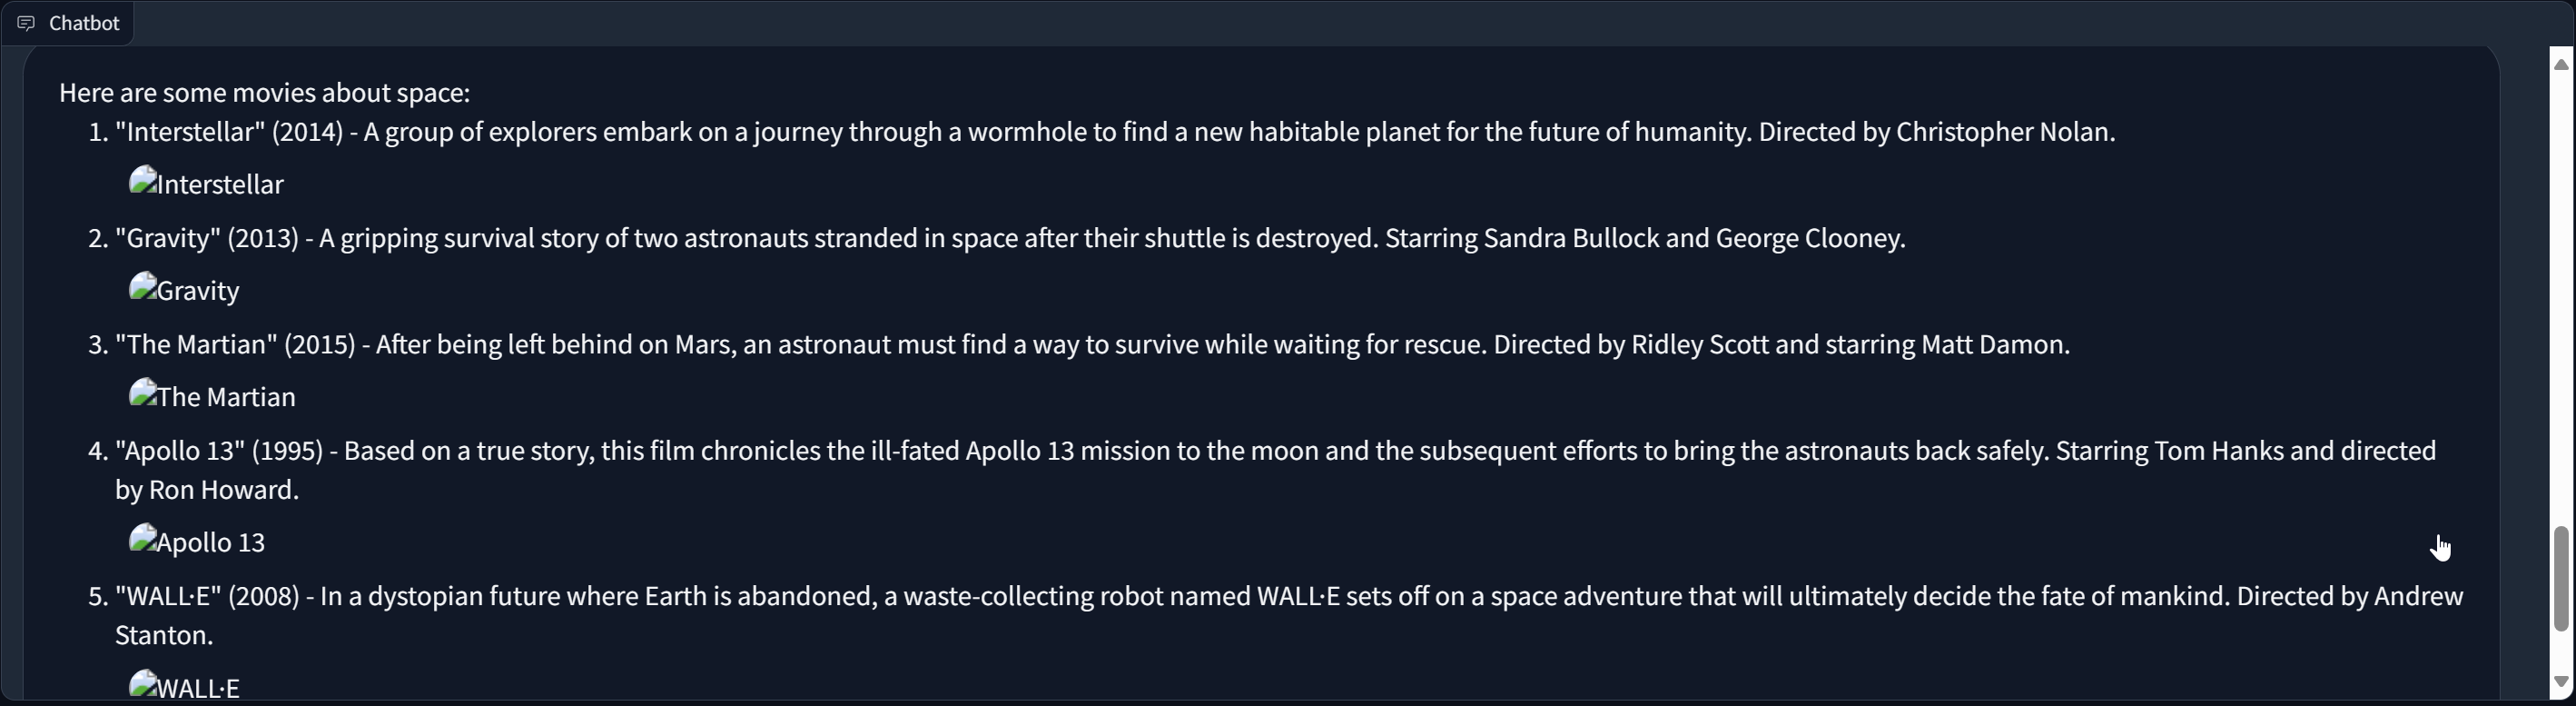 Chatbot
Here are some movies about space:
1. "Interstellar" (2014) - A group of explorers embark on a journey through a wormhole to find a new habitable planet for the future of humanity. Directed by Christopher Nolan.
Interstellar
2. "Gravity" (2013) - A gripping survival story of two astronauts stranded in space after their shuttle is destroyed. Starring Sandra Bullock and George Clooney.
Gravity
3. "The Martian" (2015) - After being left behind on Mars, an astronaut must find a way to survive while waiting for rescue. Directed by Ridley Scott and starring Matt Damon.
The Martian
4. "Apollo 13" (1995) - Based on a true story, this film chronicles the ill-fated Apollo 13 mission to the moon and the subsequent efforts to bring the astronauts back safely. Starring Tom Hanks and directed
by Ron Howard.
Apollo 13
5. "WALL·E" (2008) - In a dystopian future where Earth is abandoned, a waste-collecting robot named WALL·E sets off on a space adventure that will ultimately decide the fate of mankind. Directed by Andrew
Stanton.
WALL·E